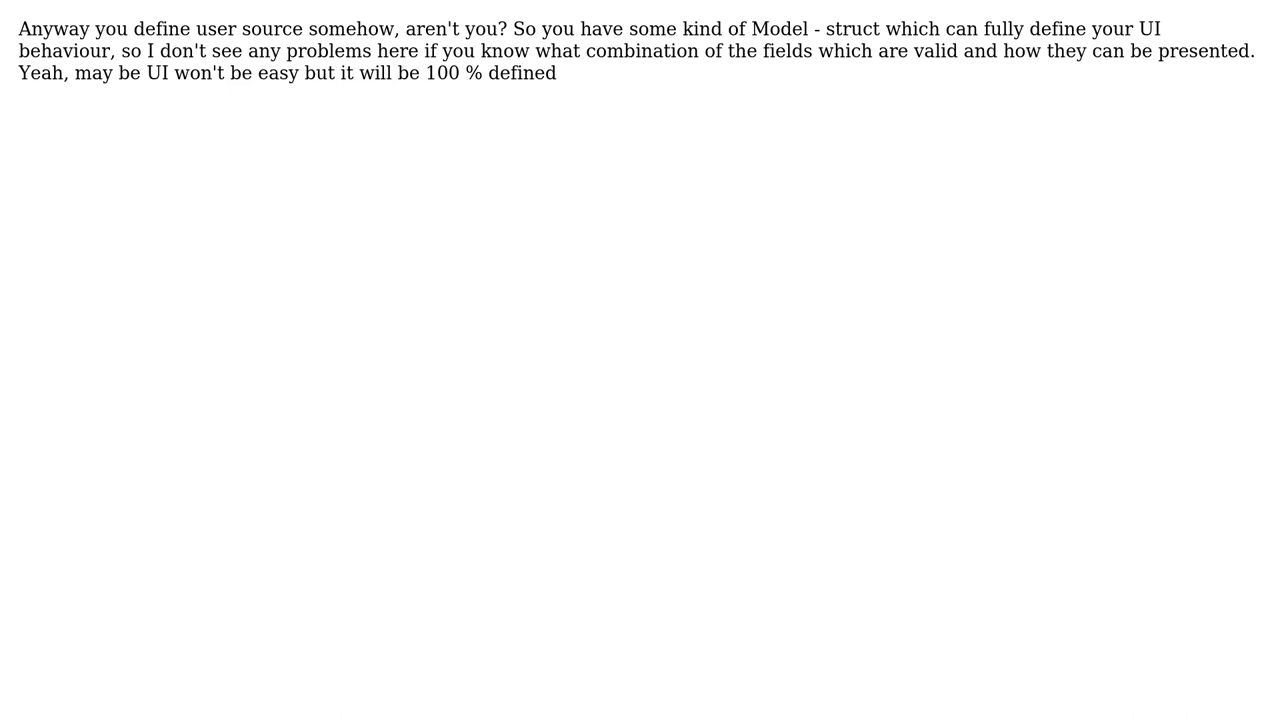 Anyway you define user source somehow, aren't you? So you have some kind of Model - struct which can fully define your UI
behaviour, so I don't see any problems here if you know what combination of the fields which are valid and how they can be presented.
Yeah, may be UI won't be easy but it will be 100 % defined